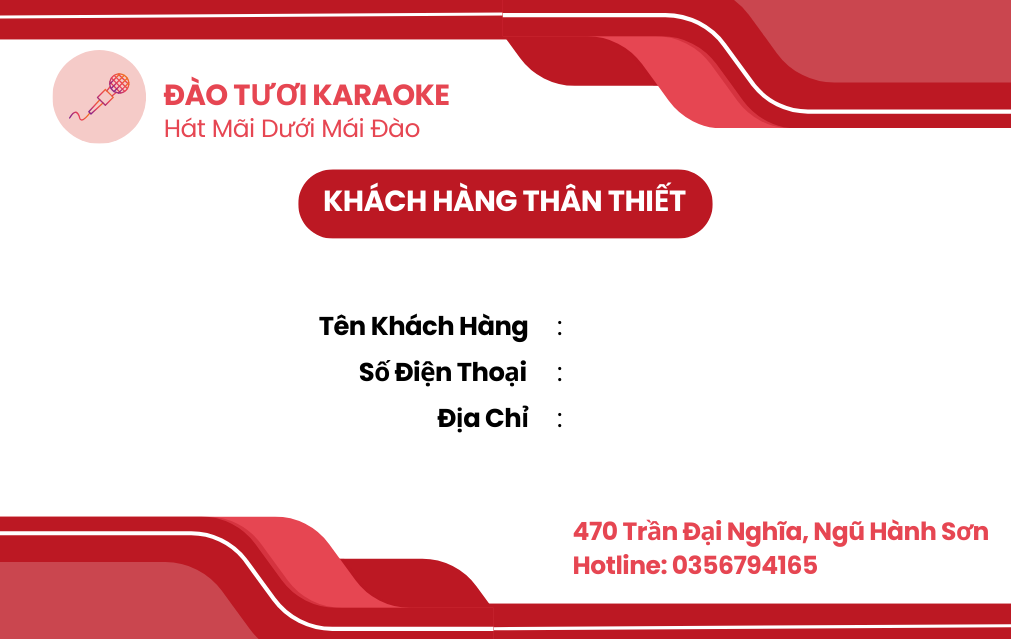 ĐÀO TƯƠI KARAOKE
Hát Mãi Dưới Mái Đào
KHÁCH HÀNG THÂN THIẾT
Tên Khách Hàng :
Số Điện Thoại :
Địa Chỉ :
470 Trần Đại Nghĩa, Ngũ Hành Sơn
Hotline: 0356794165